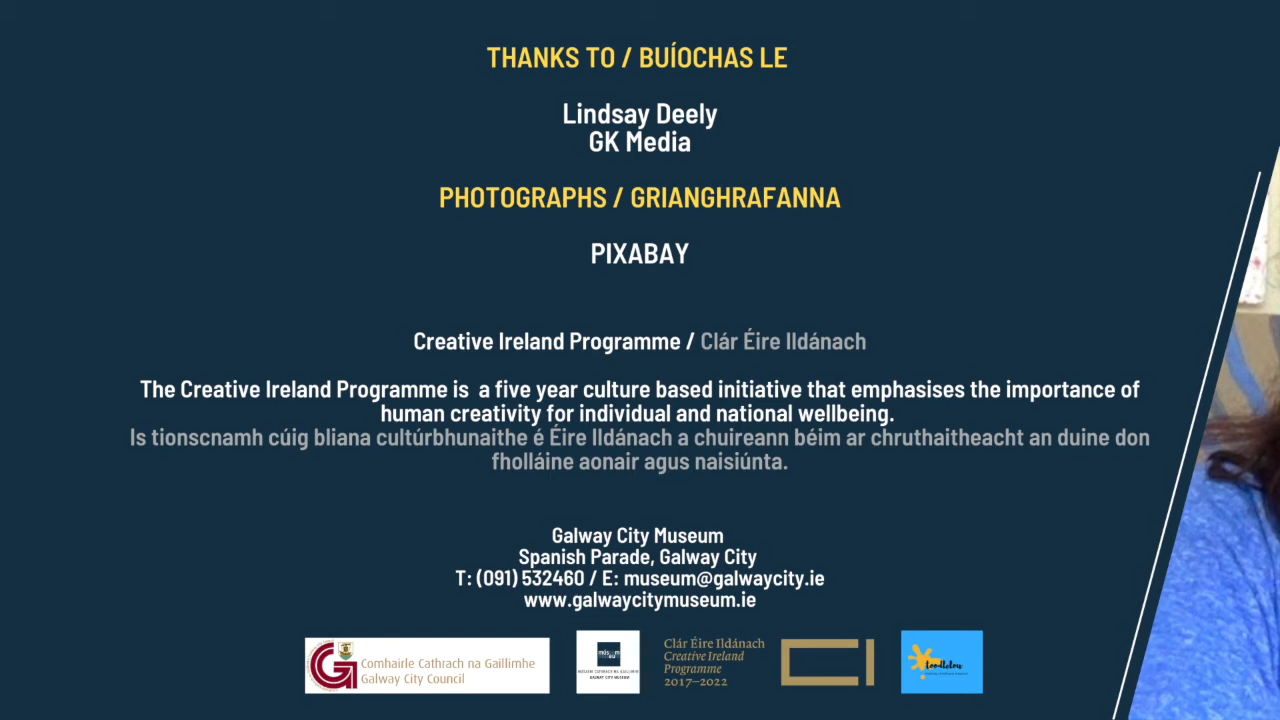 THANKS TO / BUÍOCHAS LE
Lindsay Deely
GK Media
PHOTOGRAPHS / GRIANGHRAFANNA
PIXABAY
Creative Ireland Programme / Clár Éire Ildánach
The Creative Ireland Programme is a five year culture based initiative that emphasises the importance of
human creativity for individual and national wellbeing.
Is tionscnamh cúig bliana cultúrbhunaithe é Éire Ildánach a chuireann béim ar chruthaitheacht an duine don
fholláine aonair agus naisiúnta.
Galway City Museum
Spanish Parade, Galway City
T: (091) 532460 / E: museum@galwaycity.ie
www.galwaycitymuseum.ie
Comhairle Cathrach na Gaillimhe
Galway City Council
GALWAY CITY MUSEUM
Clár Éire Ildánach
Creative Ireland
Programme
2017–2022